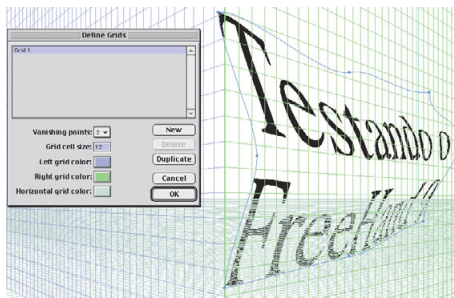 Define Grids
Grid 1
Vanishing points: 2
Grid cell size: 12
Left grid color:
Right grid color:
Horizontal grid color:
New
Delete
Duplicate
Cancel
OK
Testando o
FreeHand!!